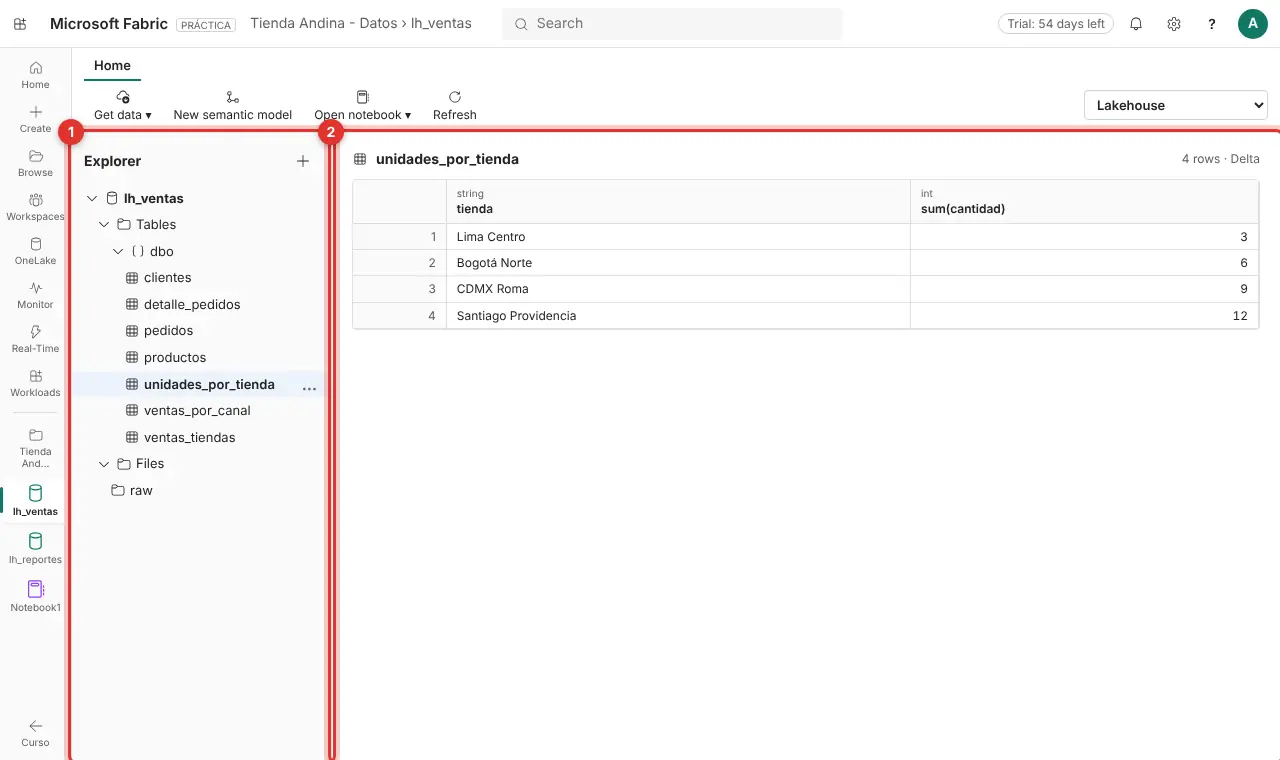 Microsoft Fabric PRÁCTICA Tienda Andina - Datos › lh_ventas Search Trial: 54 days left ? A
Home
Create
Browse
Workspaces
OneLake
Monitor
Real-Time
Workloads
Tienda
And...
lh_ventas
lh_reportes
Notebook1
Curso
Home
Get data ▾ New semantic model Open notebook ▾ Refresh Lakehouse
1
2
Explorer
lh_ventas
Tables
dbo
clientes
detalle_pedidos
pedidos
productos
unidades_por_tienda ...
ventas_por_canal
ventas_tiendas
Files
raw
unidades_por_tienda 4 rows · Delta
string int
tienda sum(cantidad)
1 Lima Centro 3
2 Bogotá Norte 6
3 CDMX Roma 9
4 Santiago Providencia 12